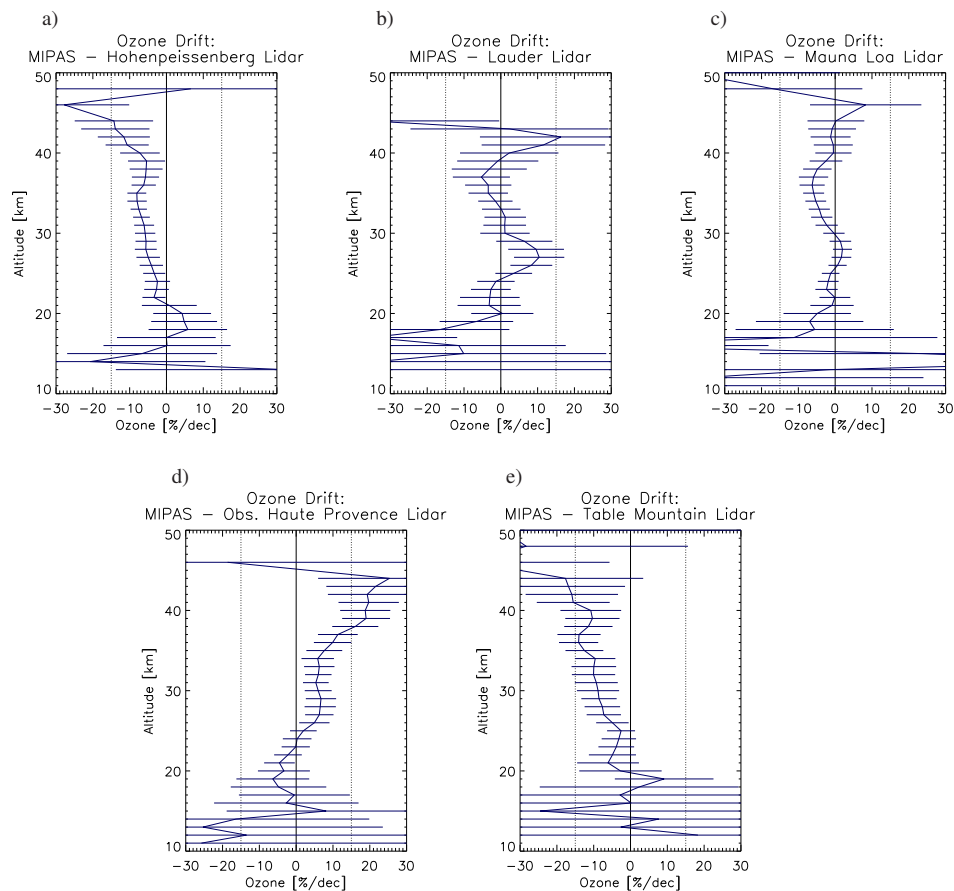 a)
Ozone Drift:
MIPAS – Hohenpeissenberg Lidar
50
40
30
20
10
Altitude [km]
−30 −20 −10 0 10 20 30
Ozone [%/dec]
b)
Ozone Drift:
MIPAS – Lauder Lidar
50
40
30
20
10
Altitude [km]
−30 −20 −10 0 10 20 30
Ozone [%/dec]
c)
Ozone Drift:
MIPAS – Mauna Loa Lidar
50
40
30
20
10
Altitude [km]
−30 −20 −10 0 10 20 30
Ozone [%/dec]
d)
Ozone Drift:
MIPAS – Obs. Haute Provence Lidar
50
40
30
20
10
Altitude [km]
−30 −20 −10 0 10 20 30
Ozone [%/dec]
e)
Ozone Drift:
MIPAS – Table Mountain Lidar
50
40
30
20
10
Altitude [km]
−30 −20 −10 0 10 20 30
Ozone [%/dec]